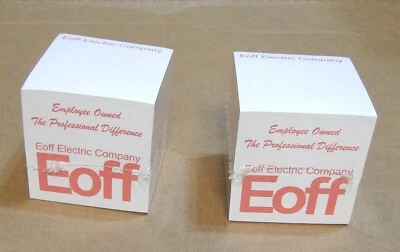 Eoff Electric Company
Employee Owned
The Professional Difference
Eoff Electric Company
Eoff
Eoff Electric Company
Employee Owned
The Professional Difference
Eoff Electric Company
Eoff